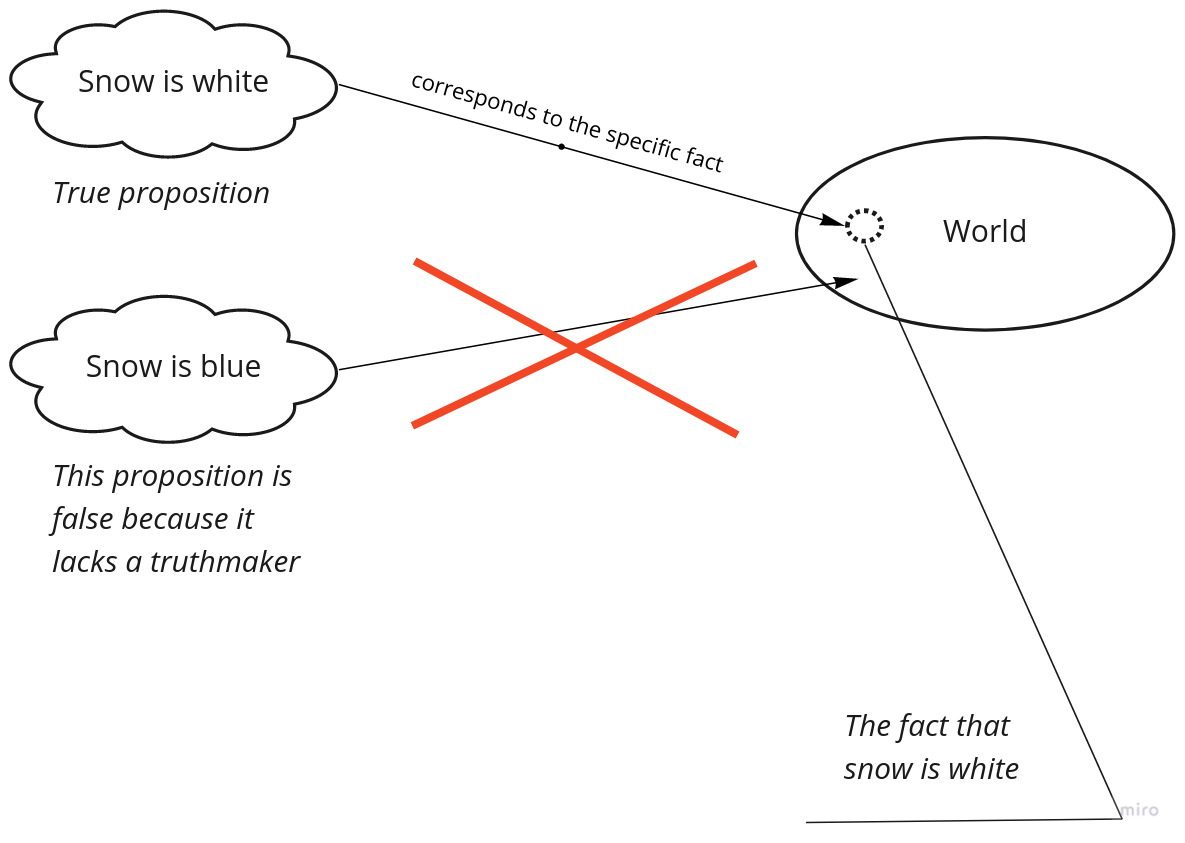 Snow is white
corresponds to the specific fact
True proposition
World
Snow is blue
This proposition is
false because it
lacks a truthmaker
The fact that
snow is white
miro